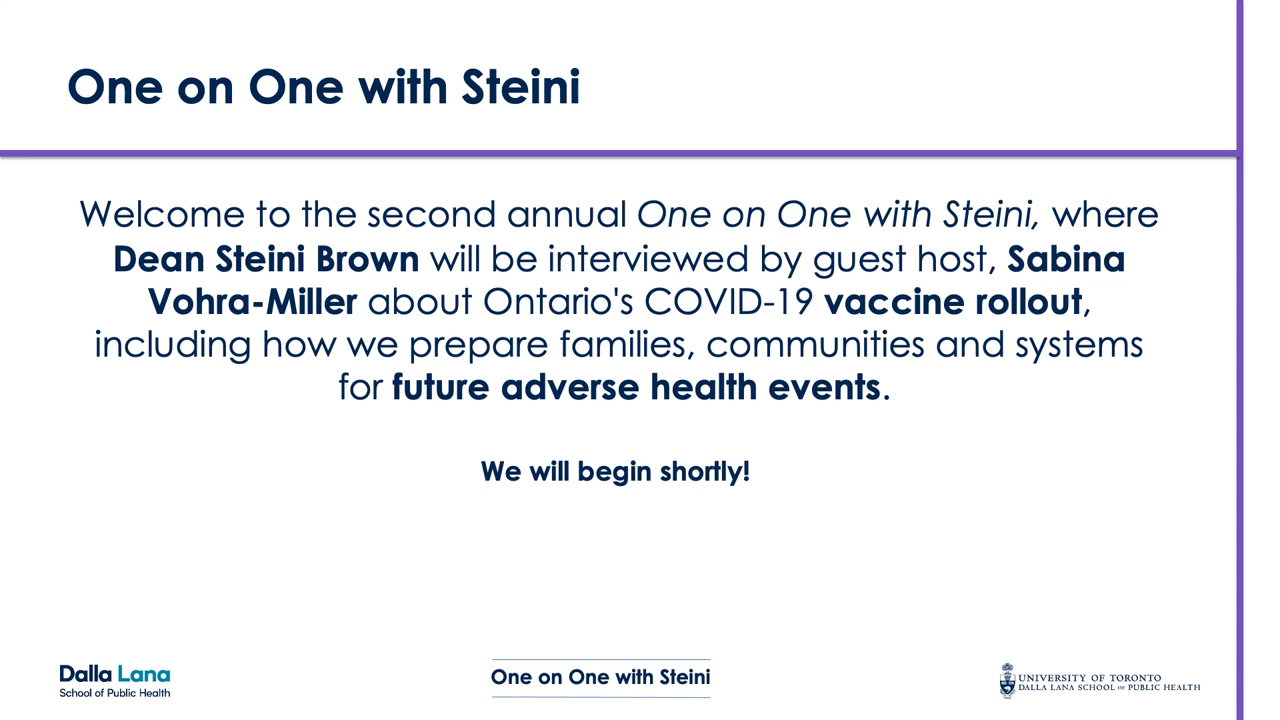 One on One with Steini
Welcome to the second annual One on One with Steini, where
Dean Steini Brown will be interviewed by guest host, Sabina
Vohra-Miller about Ontario's COVID-19 vaccine rollout,
including how we prepare families, communities and systems
for future adverse health events.
We will begin shortly!
Dalla Lana
School of Public Health
One on One with Steini
UNIVERSITY OF TORONTO
DALLA LANA SCHOOL OF PUBLIC HEALTH